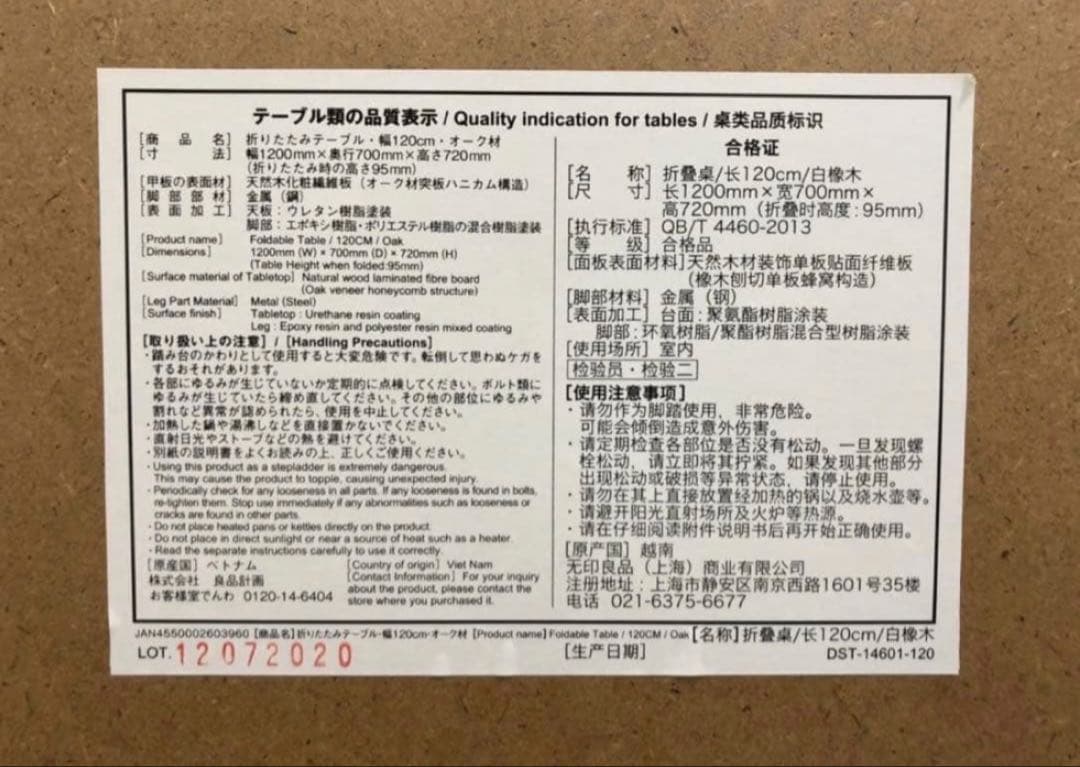 テーブル類の品質表示 / Quality indication for tables / 桌类品质标识
[商品名] 折りたたみテーブル・幅120cm・オーク材
[寸法] 幅1200mm×奥行700mm×高さ720mm
(折りたたみ時の高さ95mm)
[甲板の表面材] 天然木化粧繊維板(オーク材突板ハニカム構造)
[脚部部材] 金属(鋼)
[表面加工] 天板:ウレタン樹脂塗装
脚部:エポキシ樹脂・ポリエステル樹脂の混合樹脂塗装
[Product name] Foldable Table / 120CM / Oak
[Dimensions] 1200mm (W) × 700mm (D) × 720mm (H)
(Table Height when folded:95mm)
[Surface material of Tabletop] Natural wood laminated fibre board
(Oak veneer honeycomb structure)
[Leg Part Material] Metal (Steel)
[Surface finish] Tabletop : Urethane resin coating
Leg : Epoxy resin and polyester resin mixed coating
[取り扱い上の注意] / [Handling Precautions]
・踏み台のかわりとして使用すると大変危険です。転倒して思わぬケガを
するおそれがあります。
・各部にゆるみが生じていないか定期的に点検してください。ボルト類に
ゆるみが生じていたら締め直してください。その他の部位にゆるみや
割れなど異常が認められたら、使用を中止してください。
・加熱した鍋や湯沸しなどを直接置かないでください。
・直射日光やストーブなどの熱を避けてください。
・別紙の説明書をよくお読みの上、正しくご使用ください。
・Using this product as a stepladder is extremely dangerous.
This may cause the product to topple, causing unexpected injury.
・Periodically check for any looseness in all parts. If any looseness is found in bolts,
re-tighten them. Stop use immediately if any abnormalities such as looseness or
cracks are found in other parts.
・Do not place heated pans or kettles directly on the product.
・Do not place in direct sunlight or near a source of heat such as a heater.
・Read the separate instructions carefully to use it correctly.
[原産国] ベトナム
株式会社 良品計画
お客様室でんわ 0120-14-6404
[Country of origin] Viet Nam
[Contact Information] For your inquiry
about the product, please contact the
store where you purchased it.
合格证
[名称] 折叠桌/长120cm/白橡木
[尺寸] 长1200mm×宽700mm×
高720mm(折叠时高度:95mm)
[执行标准] QB/T 4460-2013
[等级] 合格品
[面板表面材料]天然木材装饰单板贴面纤维板
(橡木刨切单板蜂窝构造)
[脚部材料] 金属(钢)
[表面加工] 台面:聚氨酯树脂涂装
脚部:环氧树脂/聚酯树脂混合型树脂涂装
[使用场所] 室内
检验员・检验二
[使用注意事项]
・请勿作为脚踏使用,非常危险。
可能会倾倒造成意外伤害。
・请定期检查各部位是否没有松动。一旦发现螺
栓松动,请立即将其拧紧。如果发现其他部分
出现松动或破损等异常状态,请停止使用。
・请勿在其上直接放置经加热的锅以及烧水壶等。
・请避开阳光直射场所及火炉等热源。
・请在仔细阅读附件说明书后再开始正确使用。
[原产国] 越南
无印良品(上海)商业有限公司
注册地址:上海市静安区南京西路1601号35楼
电话 021-6375-6677
JAN4550002603960 [商品名]折りたたみテーブル・幅120cm・オーク材 [Product name] Foldable Table / 120CM / Oak [名称] 折叠桌/长120cm/白橡木
LOT. 12072020 [生产日期] DST-14601-120